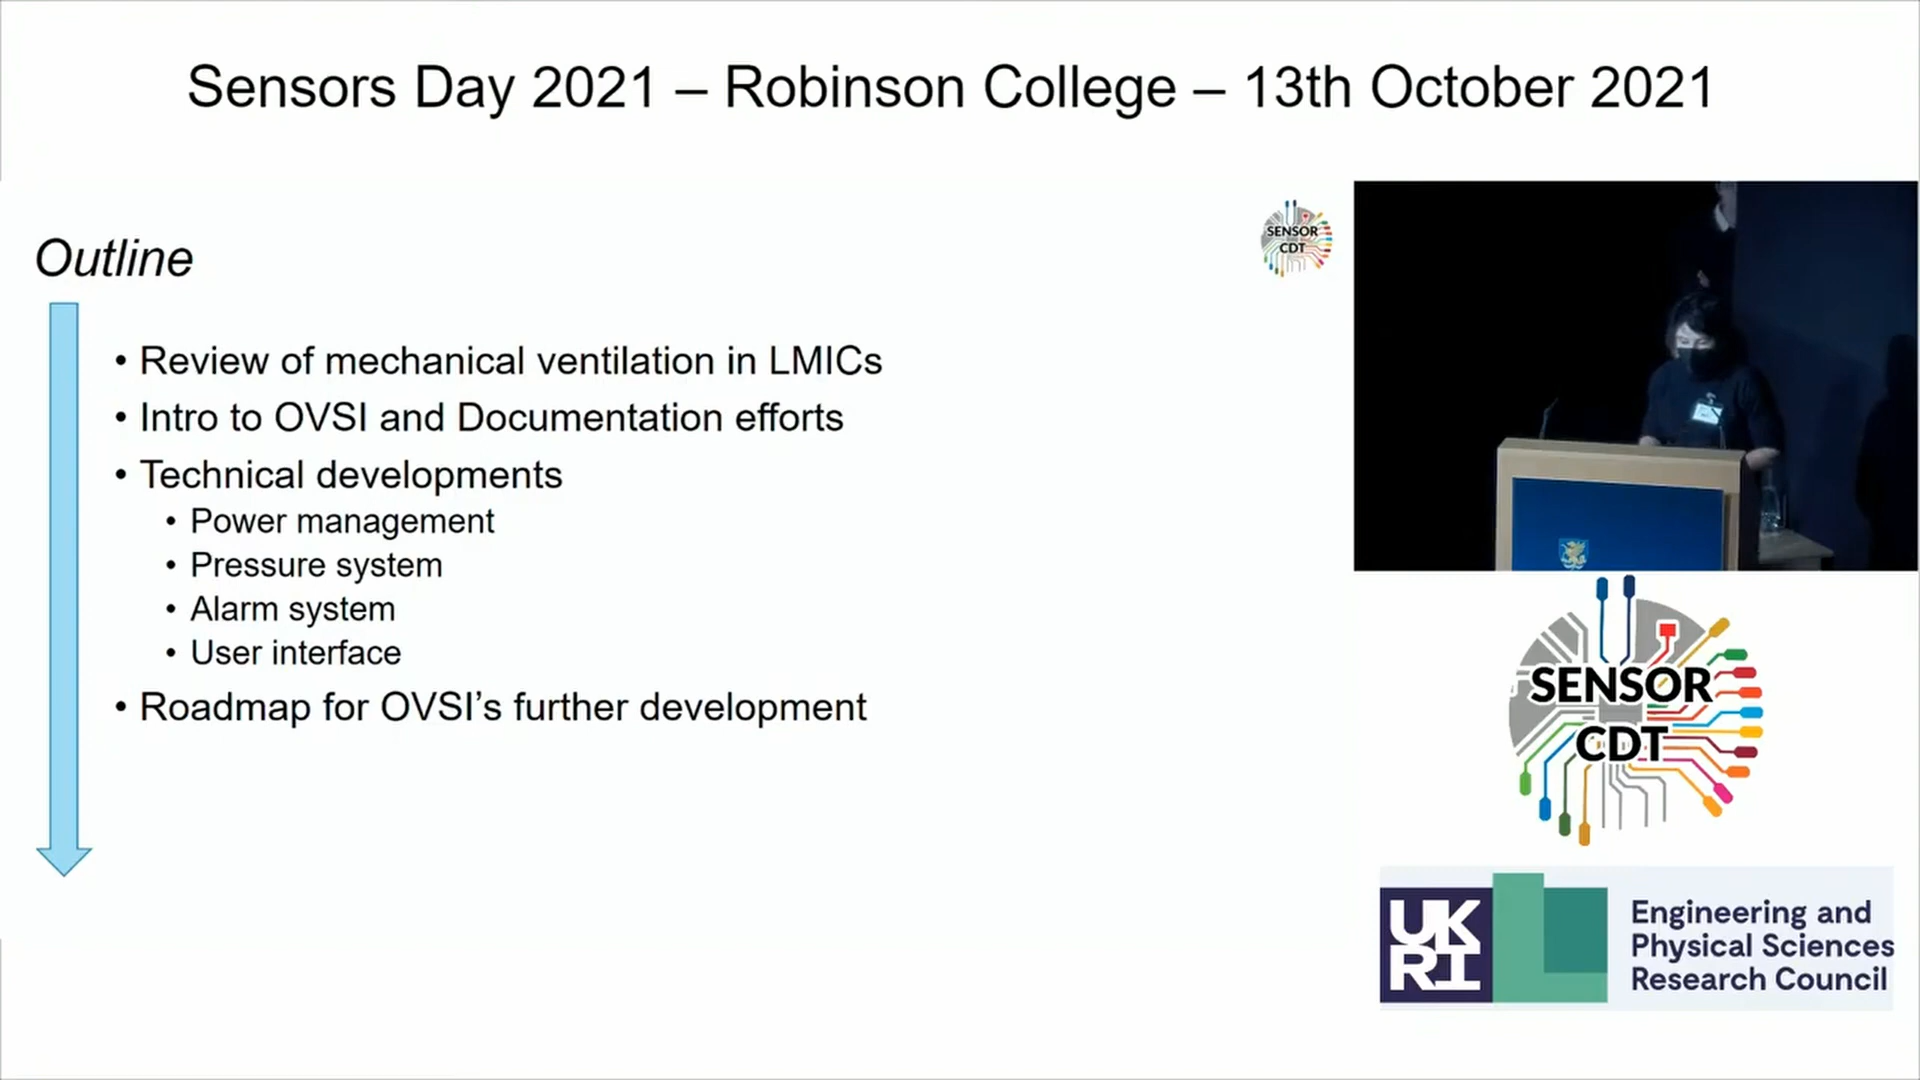 Sensors Day 2021 – Robinson College – 13th October 2021
Outline
• Review of mechanical ventilation in LMICs
• Intro to OVSI and Documentation efforts
• Technical developments
• Power management
• Pressure system
• Alarm system
• User interface
• Roadmap for OVSI’s further development
SENSOR
CDT
SENSOR
CDT
UK
RI
Engineering and
Physical Sciences
Research Council